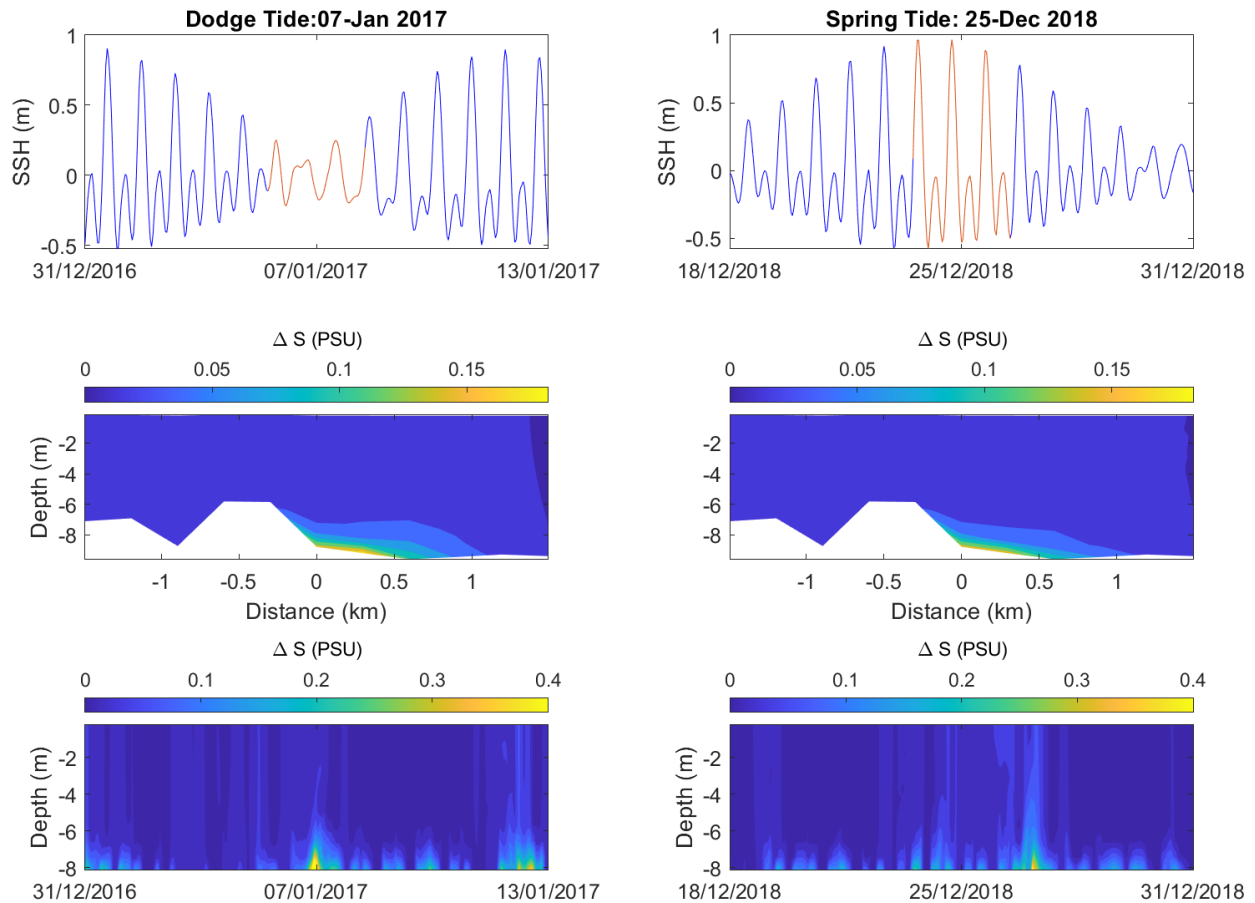 Dodge Tide:07-Jan 2017
SSH (m)
1
0.5
0
-0.5
31/12/2016 07/01/2017 13/01/2017
Spring Tide: 25-Dec 2018
SSH (m)
1
0.5
0
-0.5
18/12/2018 25/12/2018 31/12/2018
Δ S (PSU)
0 0.05 0.1 0.15
Depth (m)
-2
-4
-6
-8
-1 -0.5 0 0.5 1
Distance (km)
Δ S (PSU)
0 0.05 0.1 0.15
Depth (m)
-2
-4
-6
-8
-1 -0.5 0 0.5 1
Distance (km)
Δ S (PSU)
0 0.1 0.2 0.3 0.4
Depth (m)
-2
-4
-6
-8
31/12/2016 07/01/2017 13/01/2017
Δ S (PSU)
0 0.1 0.2 0.3 0.4
Depth (m)
-2
-4
-6
-8
18/12/2018 25/12/2018 31/12/2018